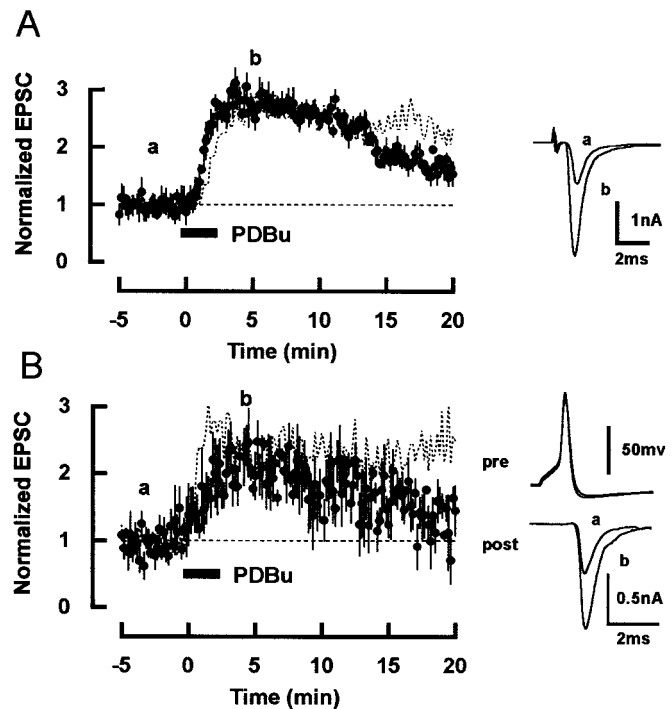 A
Normalized EPSC
3
2
1
0
a
b
PDBu
-5
0
5
10
15
20
Time (min)
a
b
1nA
2ms
B
Normalized EPSC
3
2
1
0
a
b
PDBu
-5
0
5
10
15
20
Time (min)
pre
50mv
post
a
b
0.5nA
2ms